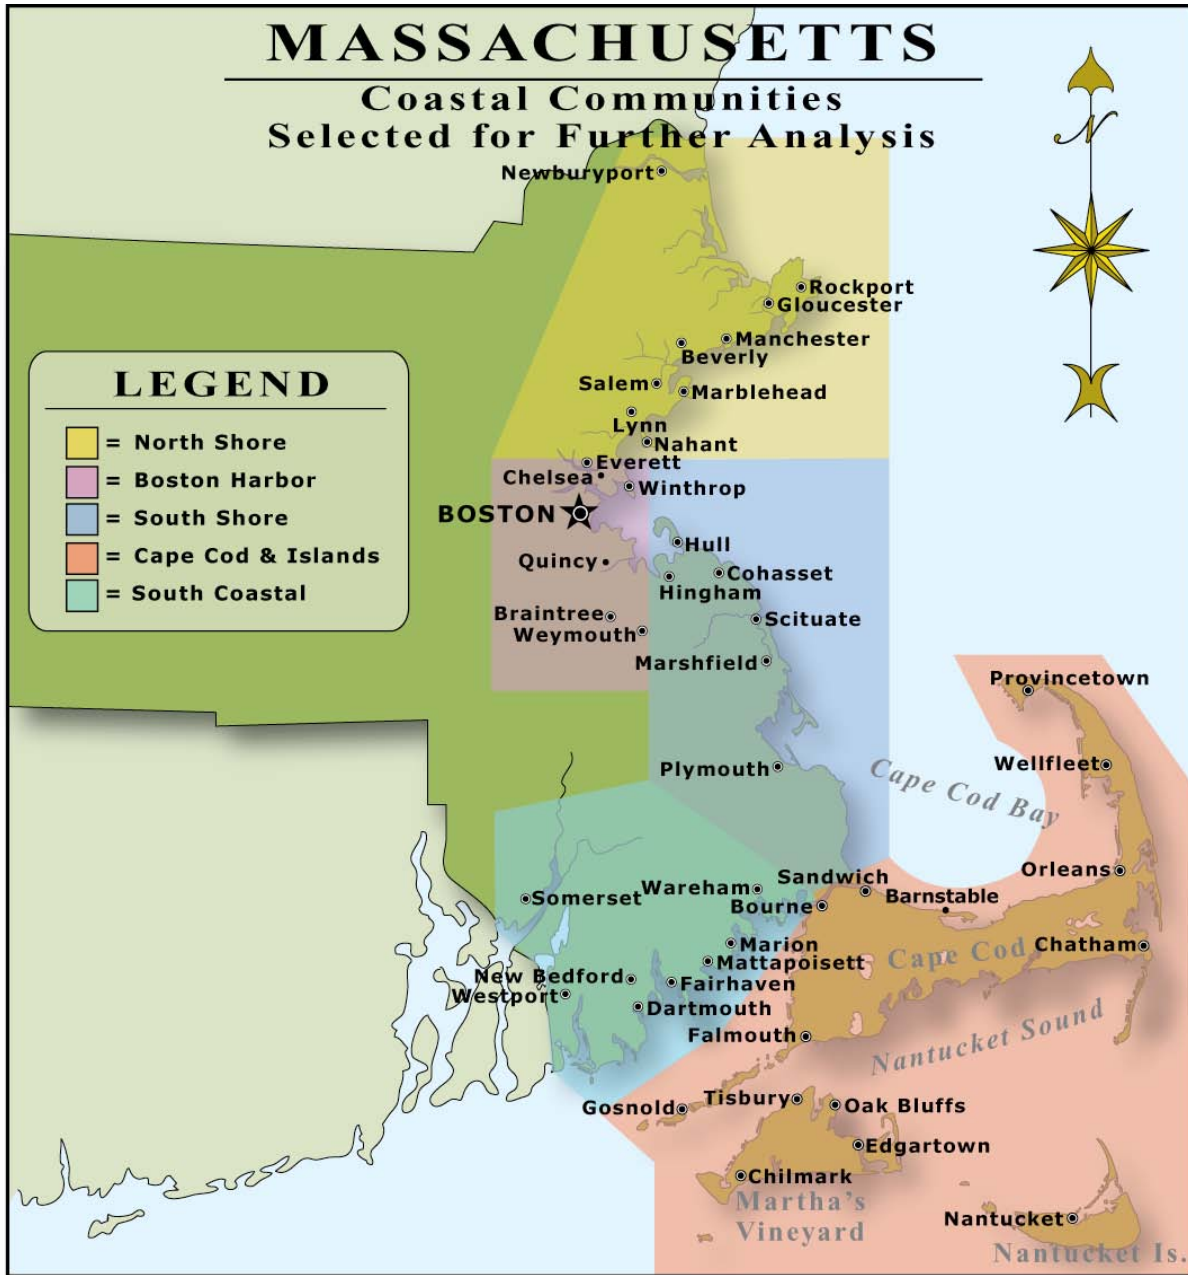 MASSACHUSETTS
Coastal Communities
Selected for Further Analysis
N
Newburyport
Rockport
Gloucester
Manchester
Beverly
Salem
Marblehead
Lynn
Nahant
Everett
Chelsea
Winthrop
BOSTON
Hull
Quincy
Cohasset
Hingham
Braintree
Scituate
Weymouth
Marshfield
LEGEND
= North Shore
= Boston Harbor
= South Shore
= Cape Cod & Islands
= South Coastal
Provincetown
Wellfleet
Plymouth
Cape Cod Bay
Orleans
Sandwich
Wareham
Barnstable
Somerset
Bourne
Marion
Chatham
Cape Cod
Mattapoisett
New Bedford
Fairhaven
Westport
Dartmouth
Falmouth
Nantucket Sound
Tisbury
Oak Bluffs
Gosnold
Edgartown
Chilmark
Martha's
Vineyard
Nantucket
Nantucket Is.